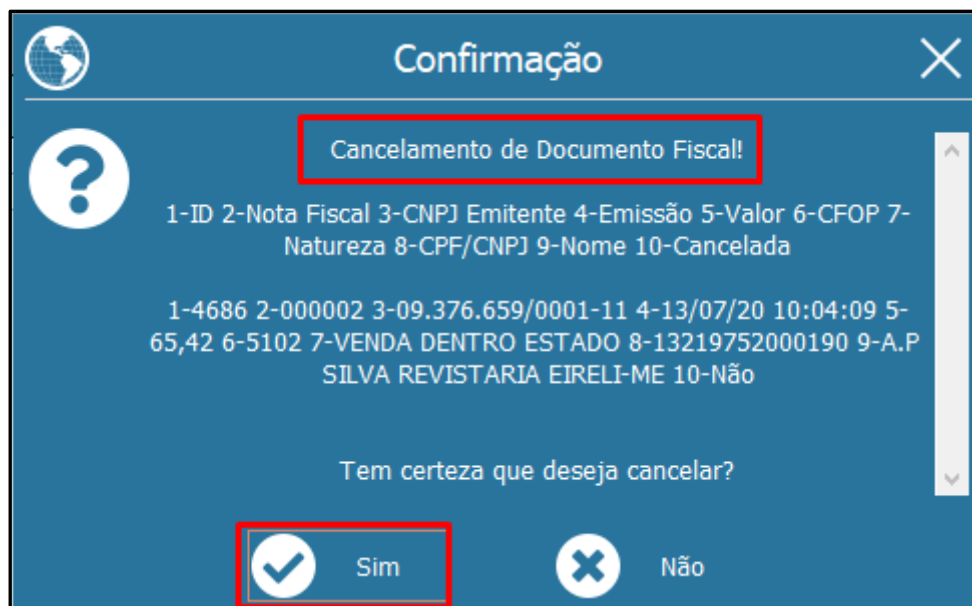 Confirmação
Cancelamento de Documento Fiscal!
1-ID 2-Nota Fiscal 3-CNPJ Emitente 4-Emissão 5-Valor 6-CFOP 7-
Natureza 8-CPF/CNPJ 9-Nome 10-Cancelada
1-4686 2-000002 3-09.376.659/0001-11 4-13/07/20 10:04:09 5-
65,42 6-5102 7-VENDA DENTRO ESTADO 8-13219752000190 9-A.P
SILVA REVISTARIA EIRELI-ME 10-Não
Tem certeza que deseja cancelar?
Sim Não